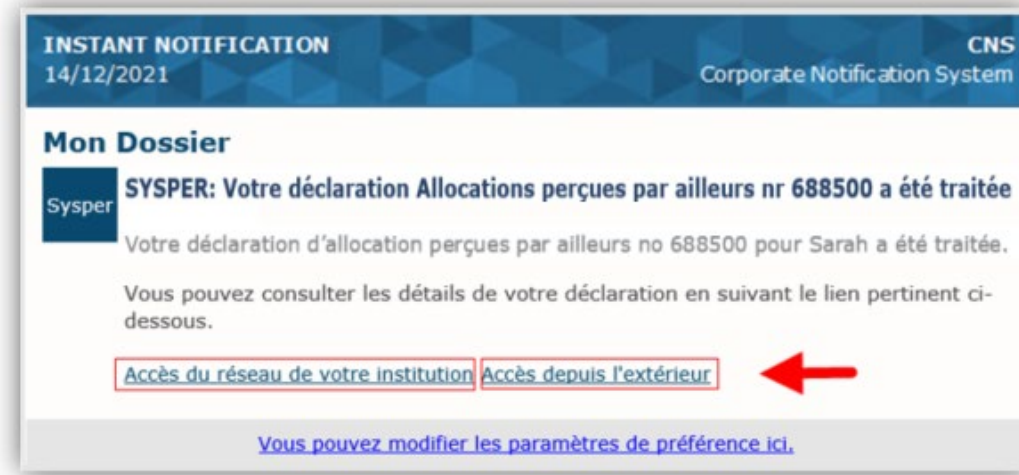 INSTANT NOTIFICATION
CNS
14/12/2021
Corporate Notification System
Mon Dossier
Sysper
SYSPER: Votre déclaration Allocations perçues par ailleurs nr 688500 a été traitée
Votre déclaration d'allocation perçues par ailleurs no 688500 pour Sarah a été traitée.
Vous pouvez consulter les détails de votre déclaration en suivant le lien pertinent ci-
dessous.
Accès du réseau de votre institution Accès depuis l'extérieur
Vous pouvez modifier les paramètres de préférence ici.